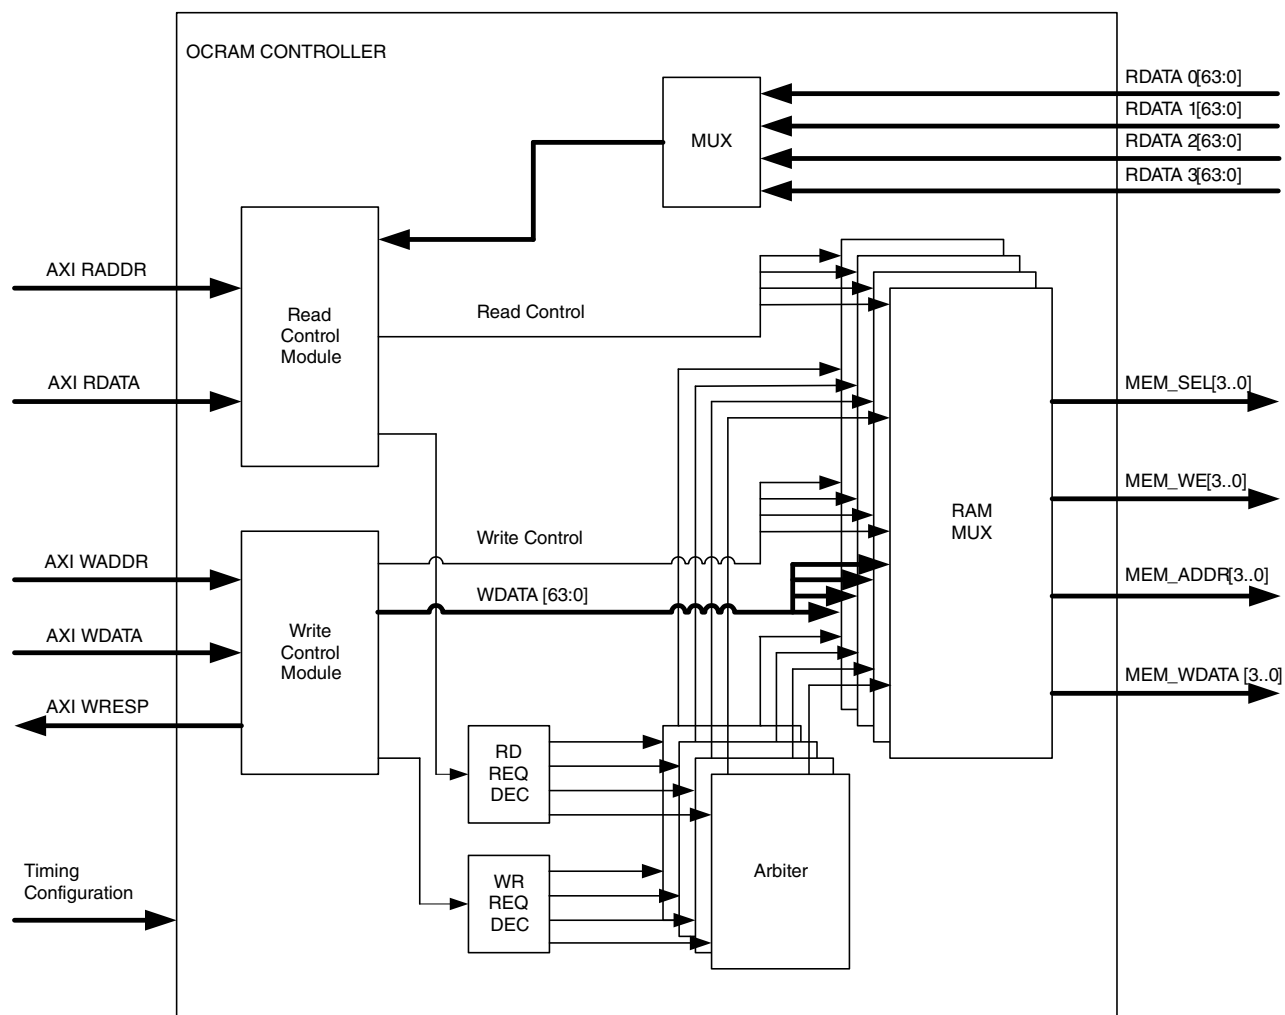 OCRAM CONTROLLER
RDATA 0[63:0]
RDATA 1[63:0]
RDATA 2[63:0]
RDATA 3[63:0]
MUX
AXI RADDR
Read
Control
Module
Read Control
AXI RDATA
MEM_SEL[3..0]
MEM_WE[3..0]
RAM
MUX
Write Control
AXI WADDR
WDATA [63:0]
MEM_ADDR[3..0]
AXI WDATA
Write
Control
Module
MEM_WDATA [3..0]
AXI WRESP
RD
REQ
DEC
Timing
Configuration
WR
REQ
DEC
Arbiter